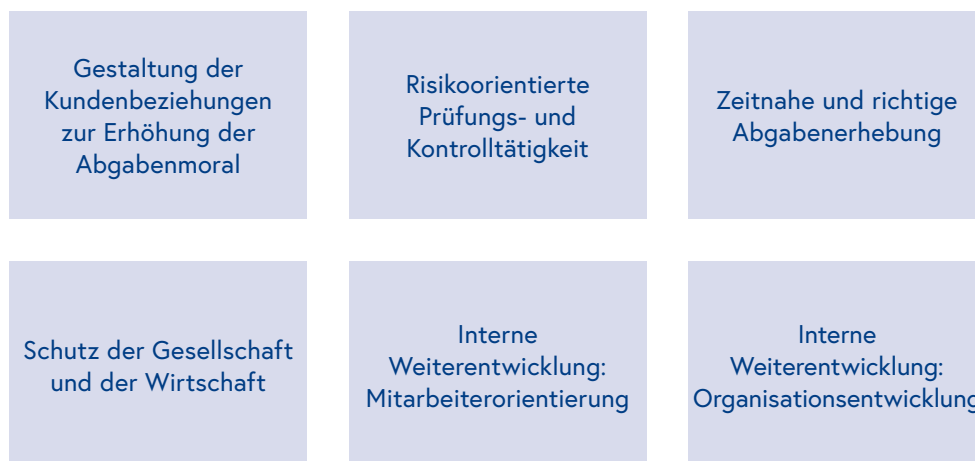 Gestaltung der
Kundenbeziehungen
zur Erhöhung der
Abgabenmoral
Risikoorientierte
Prüfungs- und
Kontrolltätigkeit
Zeitnahe und richtige
Abgabenerhebung
Schutz der Gesellschaft
und der Wirtschaft
Interne
Weiterentwicklung:
Mitarbeiterorientierung
Interne
Weiterentwicklung:
Organisationsentwicklung